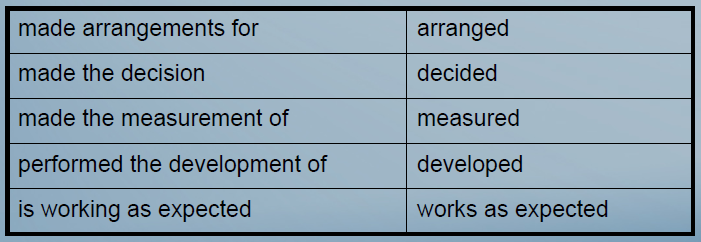 made arrangements for arranged
made the decision decided
made the measurement of measured
performed the development of developed
is working as expected works as expected